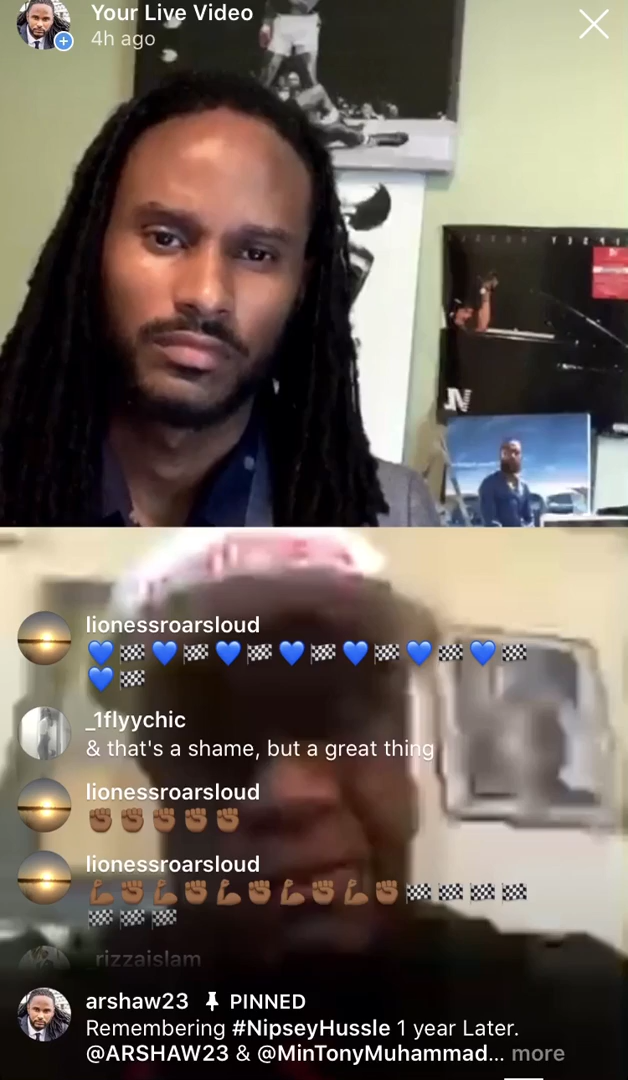 Your Live Video
4h ago
lionessroarsloud
💙🏁💙🏁💙🏁💙🏁💙🏁💙🏁💙🏁
💙🏁
_1flyychic
& that's a shame, but a great thing
lionessroarsloud
✊🏾✊🏾✊🏾✊🏾✊🏾
lionessroarsloud
💪🏾✊🏾💪🏾✊🏾💪🏾✊🏾💪🏾✊🏾💪🏾✊🏾🏁🏁🏁🏁
🏁🏁🏁
_rizzaislam
arshaw23 📌 PINNED
Remembering #NipseyHussle 1 year Later.
@ARSHAW23 & @MinTonyMuhammad... more